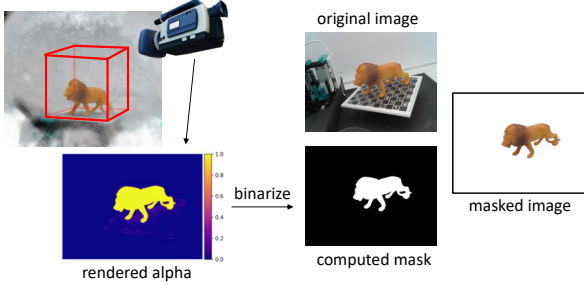 original image
1.0
0.8
0.6
0.4
0.2
0.0
binarize
rendered alpha
computed mask
masked image